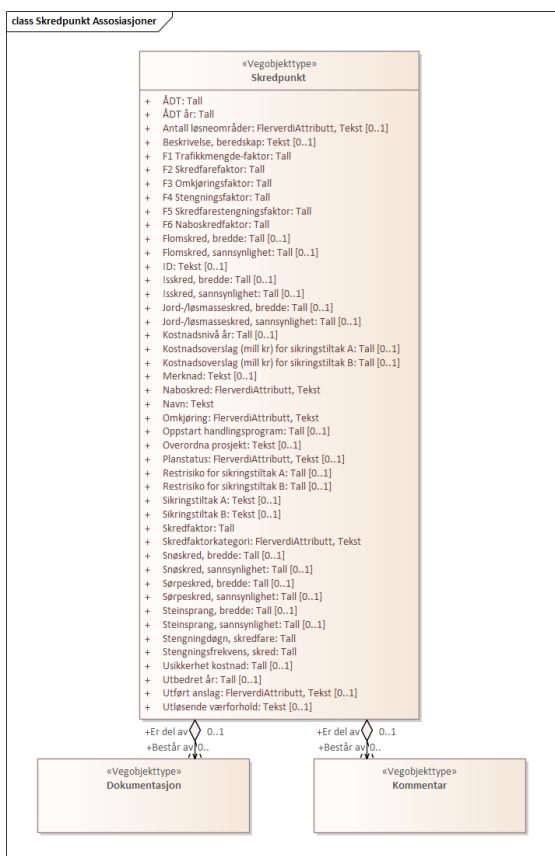 class Skredpunkt Assosiasjoner
«Vegobjekttype»
Skredpunkt
+ ÅDT: Tall
+ ÅDT år: Tall
+ Antall løsneområder: FlerverdiAttributt, Tekst [0..1]
+ Beskrivelse, beredskap: Tekst [0..1]
+ F1 Trafikkmengde-faktor: Tall
+ F2 Skredfarefaktor: Tall
+ F3 Omkjøringsfaktor: Tall
+ F4 Stengningsfaktor: Tall
+ F5 Skredfarestengningsfaktor: Tall
+ F6 Naboskredfaktor: Tall
+ Flomskred, bredde: Tall [0..1]
+ Flomskred, sannsynlighet: Tall [0..1]
+ ID: Tekst [0..1]
+ Isskred, bredde: Tall [0..1]
+ Isskred, sannsynlighet: Tall [0..1]
+ Jord-/løsmasseskred, bredde: Tall [0..1]
+ Jord-/løsmasseskred, sannsynlighet: Tall [0..1]
+ Kostnadsnivå år: Tall [0..1]
+ Kostnadsoverslag (mill kr) for sikringstiltak A: Tall [0..1]
+ Kostnadsoverslag (mill kr) for sikringstiltak B: Tall [0..1]
+ Merknad: Tekst [0..1]
+ Naboskred: FlerverdiAttributt, Tekst
+ Navn: Tekst
+ Omkjøring: FlerverdiAttributt, Tekst
+ Oppstart handlingsprogram: Tall [0..1]
+ Overordna prosjekt: Tekst [0..1]
+ Planstatus: FlerverdiAttributt, Tekst [0..1]
+ Restrisiko for sikringstiltak A: Tall [0..1]
+ Restrisiko for sikringstiltak B: Tall [0..1]
+ Sikringstiltak A: Tekst [0..1]
+ Sikringstiltak B: Tekst [0..1]
+ Skredfaktor: Tall
+ Skredfaktorkategori: FlerverdiAttributt, Tekst
+ Snøskred, bredde: Tall [0..1]
+ Snøskred, sannsynlighet: Tall [0..1]
+ Sørpeskred, bredde: Tall [0..1]
+ Sørpeskred, sannsynlighet: Tall [0..1]
+ Steinsprang, bredde: Tall [0..1]
+ Steinsprang, sannsynlighet: Tall [0..1]
+ Stengningdøgn, skredfare: Tall
+ Stengningsfrekvens, skred: Tall
+ Usikkerhet kostnad: Tall [0..1]
+ Utbedret år: Tall [0..1]
+ Utført anslag: FlerverdiAttributt, Tekst [0..1]
+ Utløsende værforhold: Tekst [0..1]
+Er del av 0..1 +Er del av 0..1
+Består av 0.. +Består av 0..
«Vegobjekttype» «Vegobjekttype»
Dokumentasjon Kommentar